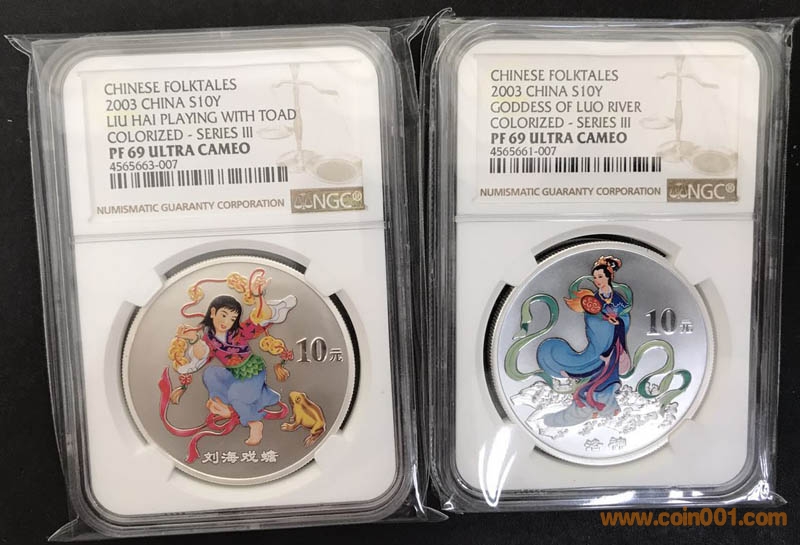 CHINESE FOLKTALES
2003 CHINA S10Y
LIU HAI PLAYING WITH TOAD
COLORIZED - SERIES III
PF 69 ULTRA CAMEO
4565663-007
NUMISMATIC GUARANTY CORPORATION
NGC®
10元
刘海戏蟾
CHINESE FOLKTALES
2003 CHINA S10Y
GODDESS OF LUO RIVER
COLORIZED - SERIES III
PF 69 ULTRA CAMEO
4565661-007
NUMISMATIC GUARANTY CORPORATION
NGC®
10元
洛神
www.coin001.com